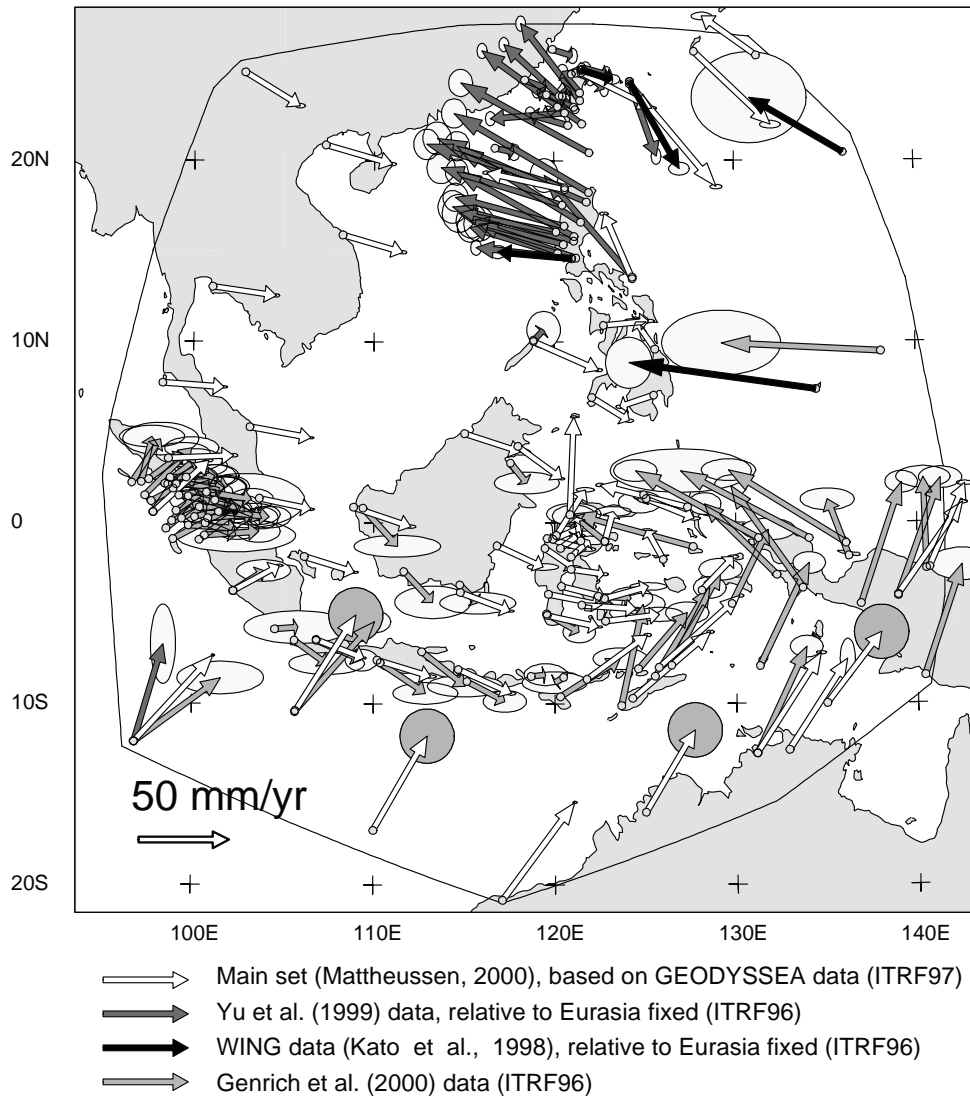 20N
10N
0
10S
50 mm/yr
20S
100E 110E 120E 130E 140E
Main set (Mattheussen, 2000), based on GEODYSSEA data (ITRF97)
Yu et al. (1999) data, relative to Eurasia fixed (ITRF96)
WING data (Kato et al., 1998), relative to Eurasia fixed (ITRF96)
Genrich et al. (2000) data (ITRF96)